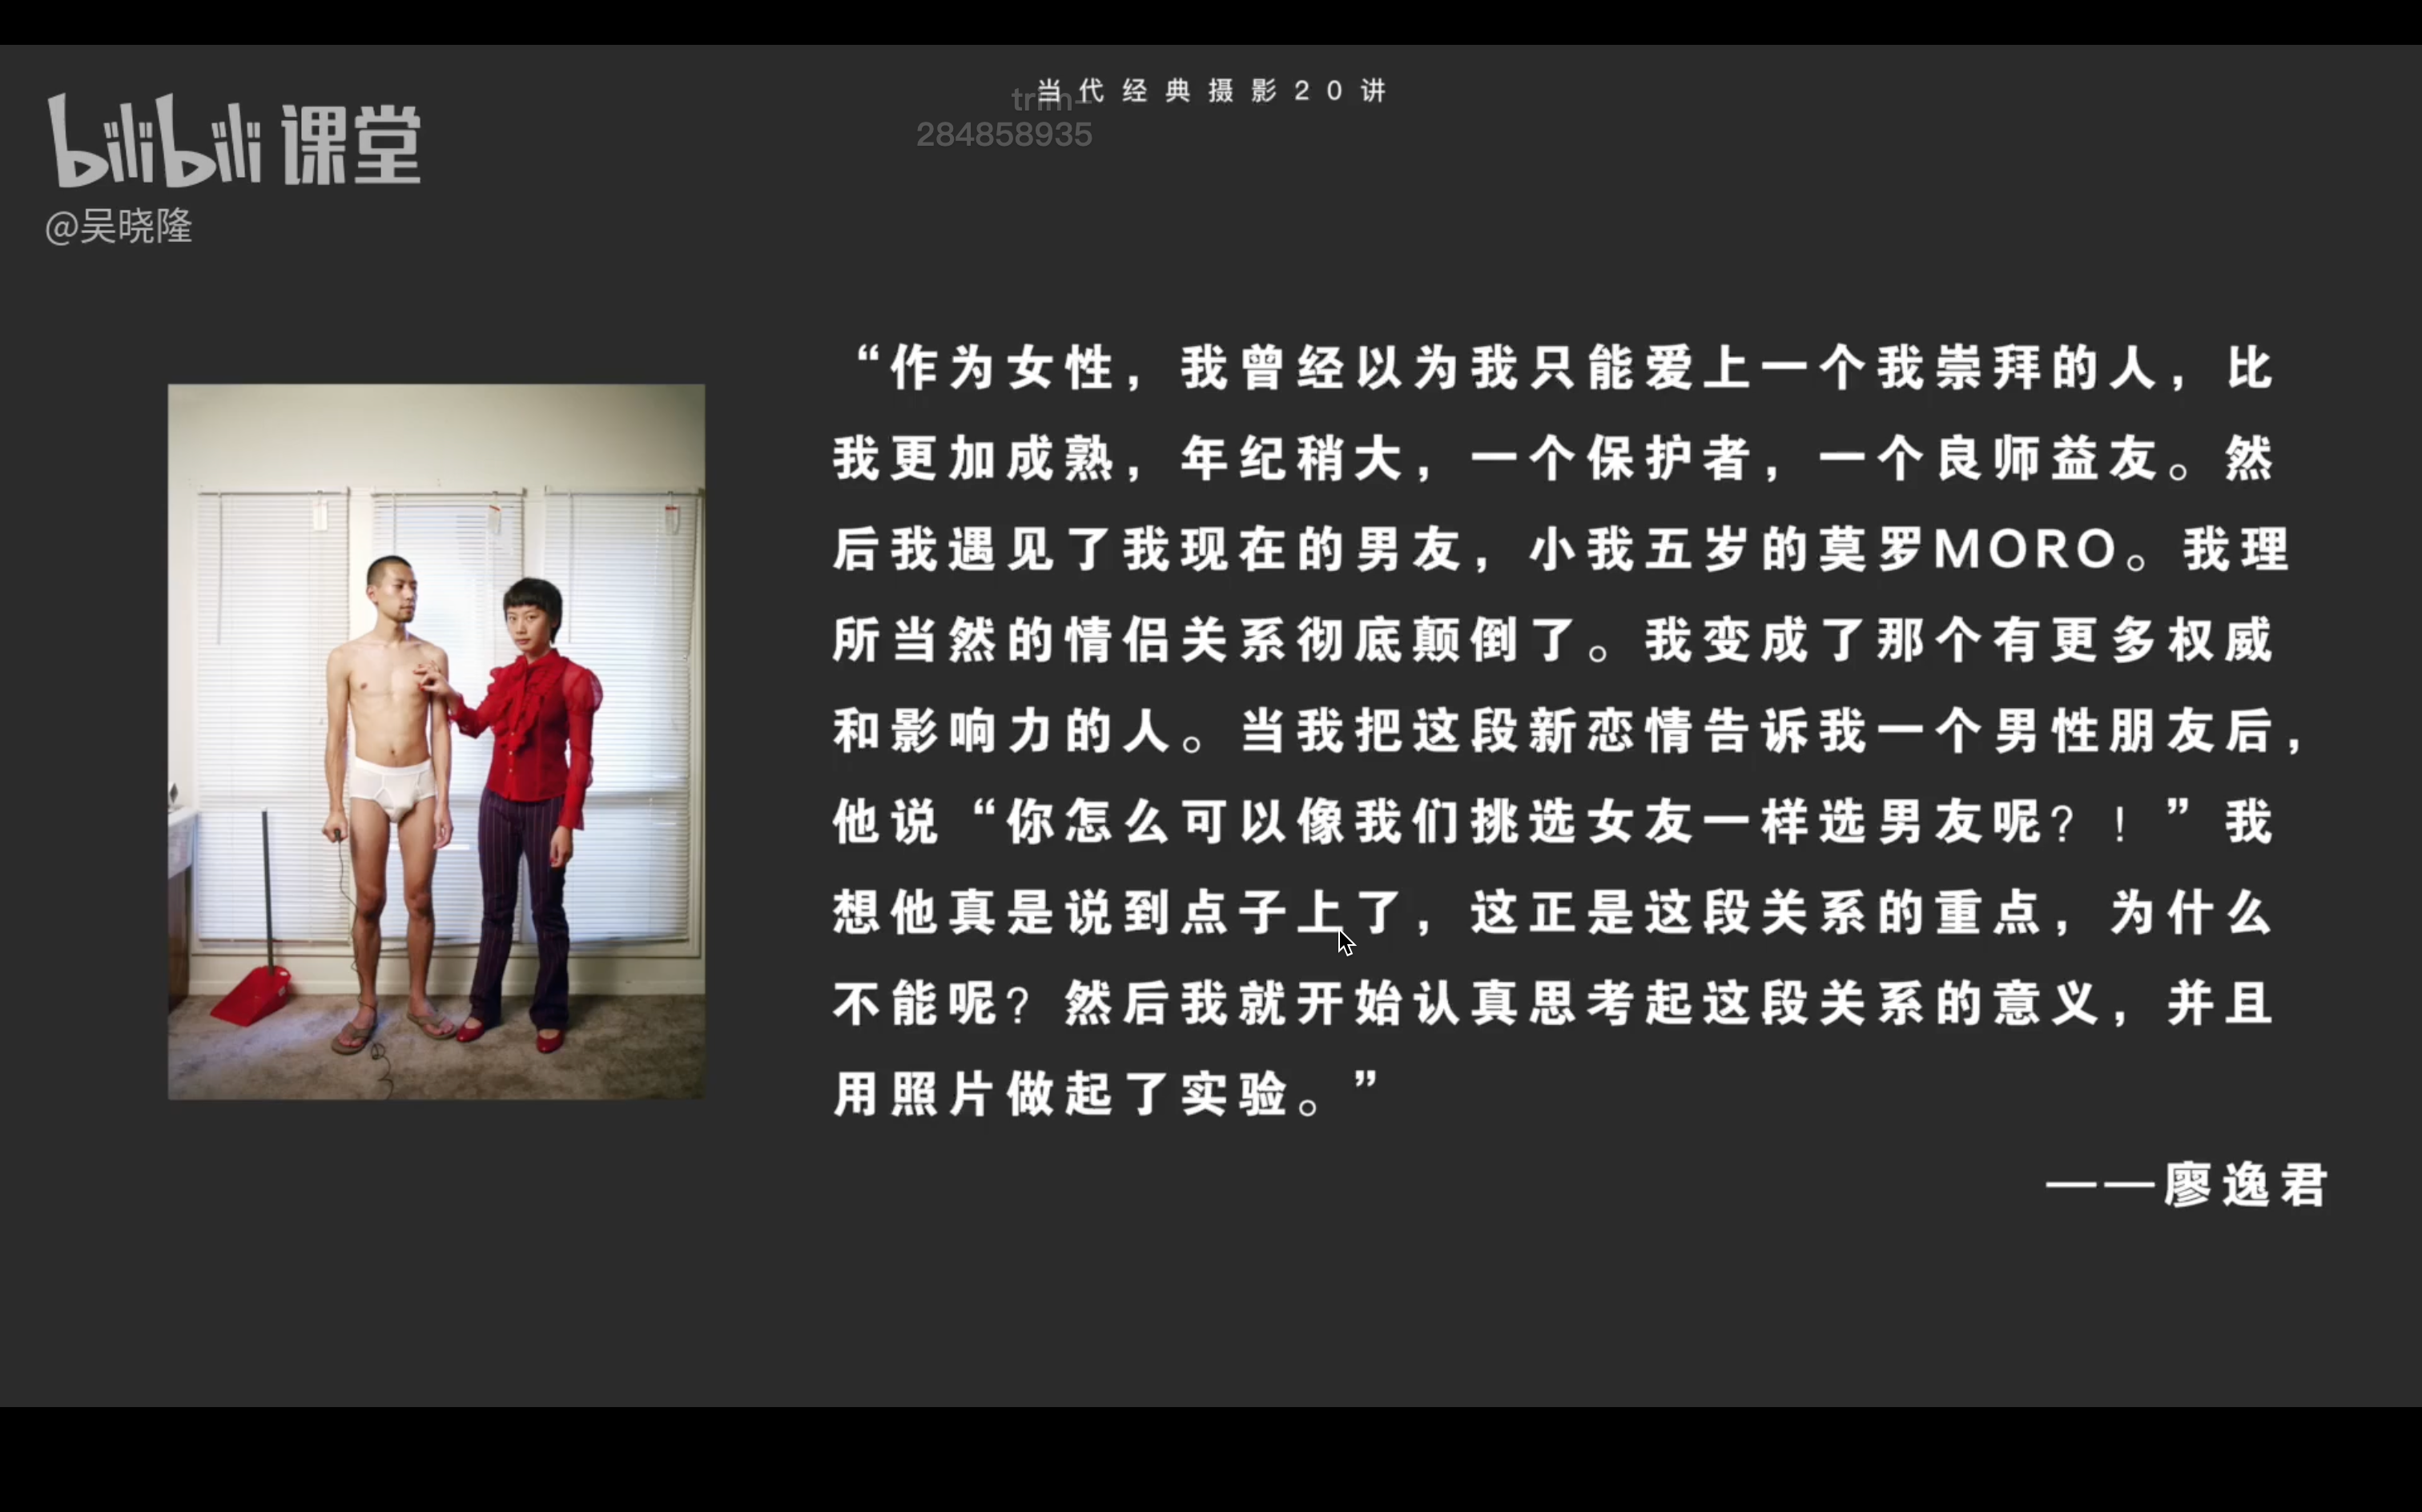 当代经典摄影20讲
trim-
284858935
bilibili 课堂
@吴晓隆
“作为女性，我曾经以为我只能爱上一个我崇拜的人，比
我更加成熟，年纪稍大，一个保护者，一个良师益友。然
后我遇见了我现在的男友，小我五岁的莫罗MORO。我理
所当然的情侣关系彻底颠倒了。我变成了那个有更多权威
和影响力的人。当我把这段新恋情告诉我一个男性朋友后，
他说“你怎么可以像我们挑选女友一样选男友呢？！”我
想他真是说到点子上了，这正是这段关系的重点，为什么
不能呢？然后我就开始认真思考起这段关系的意义，并且
用照片做起了实验。”
——廖逸君